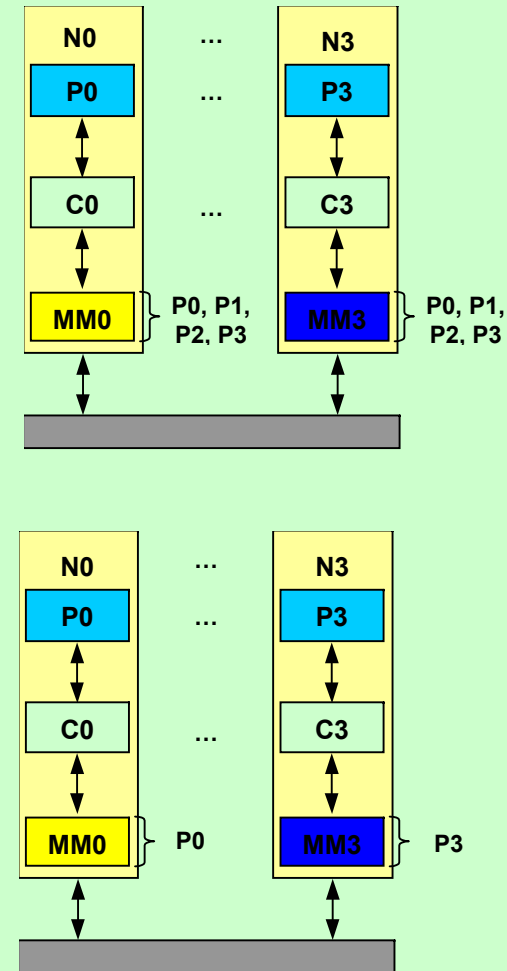 N0 … N3
P0 … P3
C0 … C3
MM0 P0, P1, MM3 P0, P1,
P2, P3 P2, P3
N0 … N3
P0 … P3
C0 … C3
MM0 P0 MM3 P3